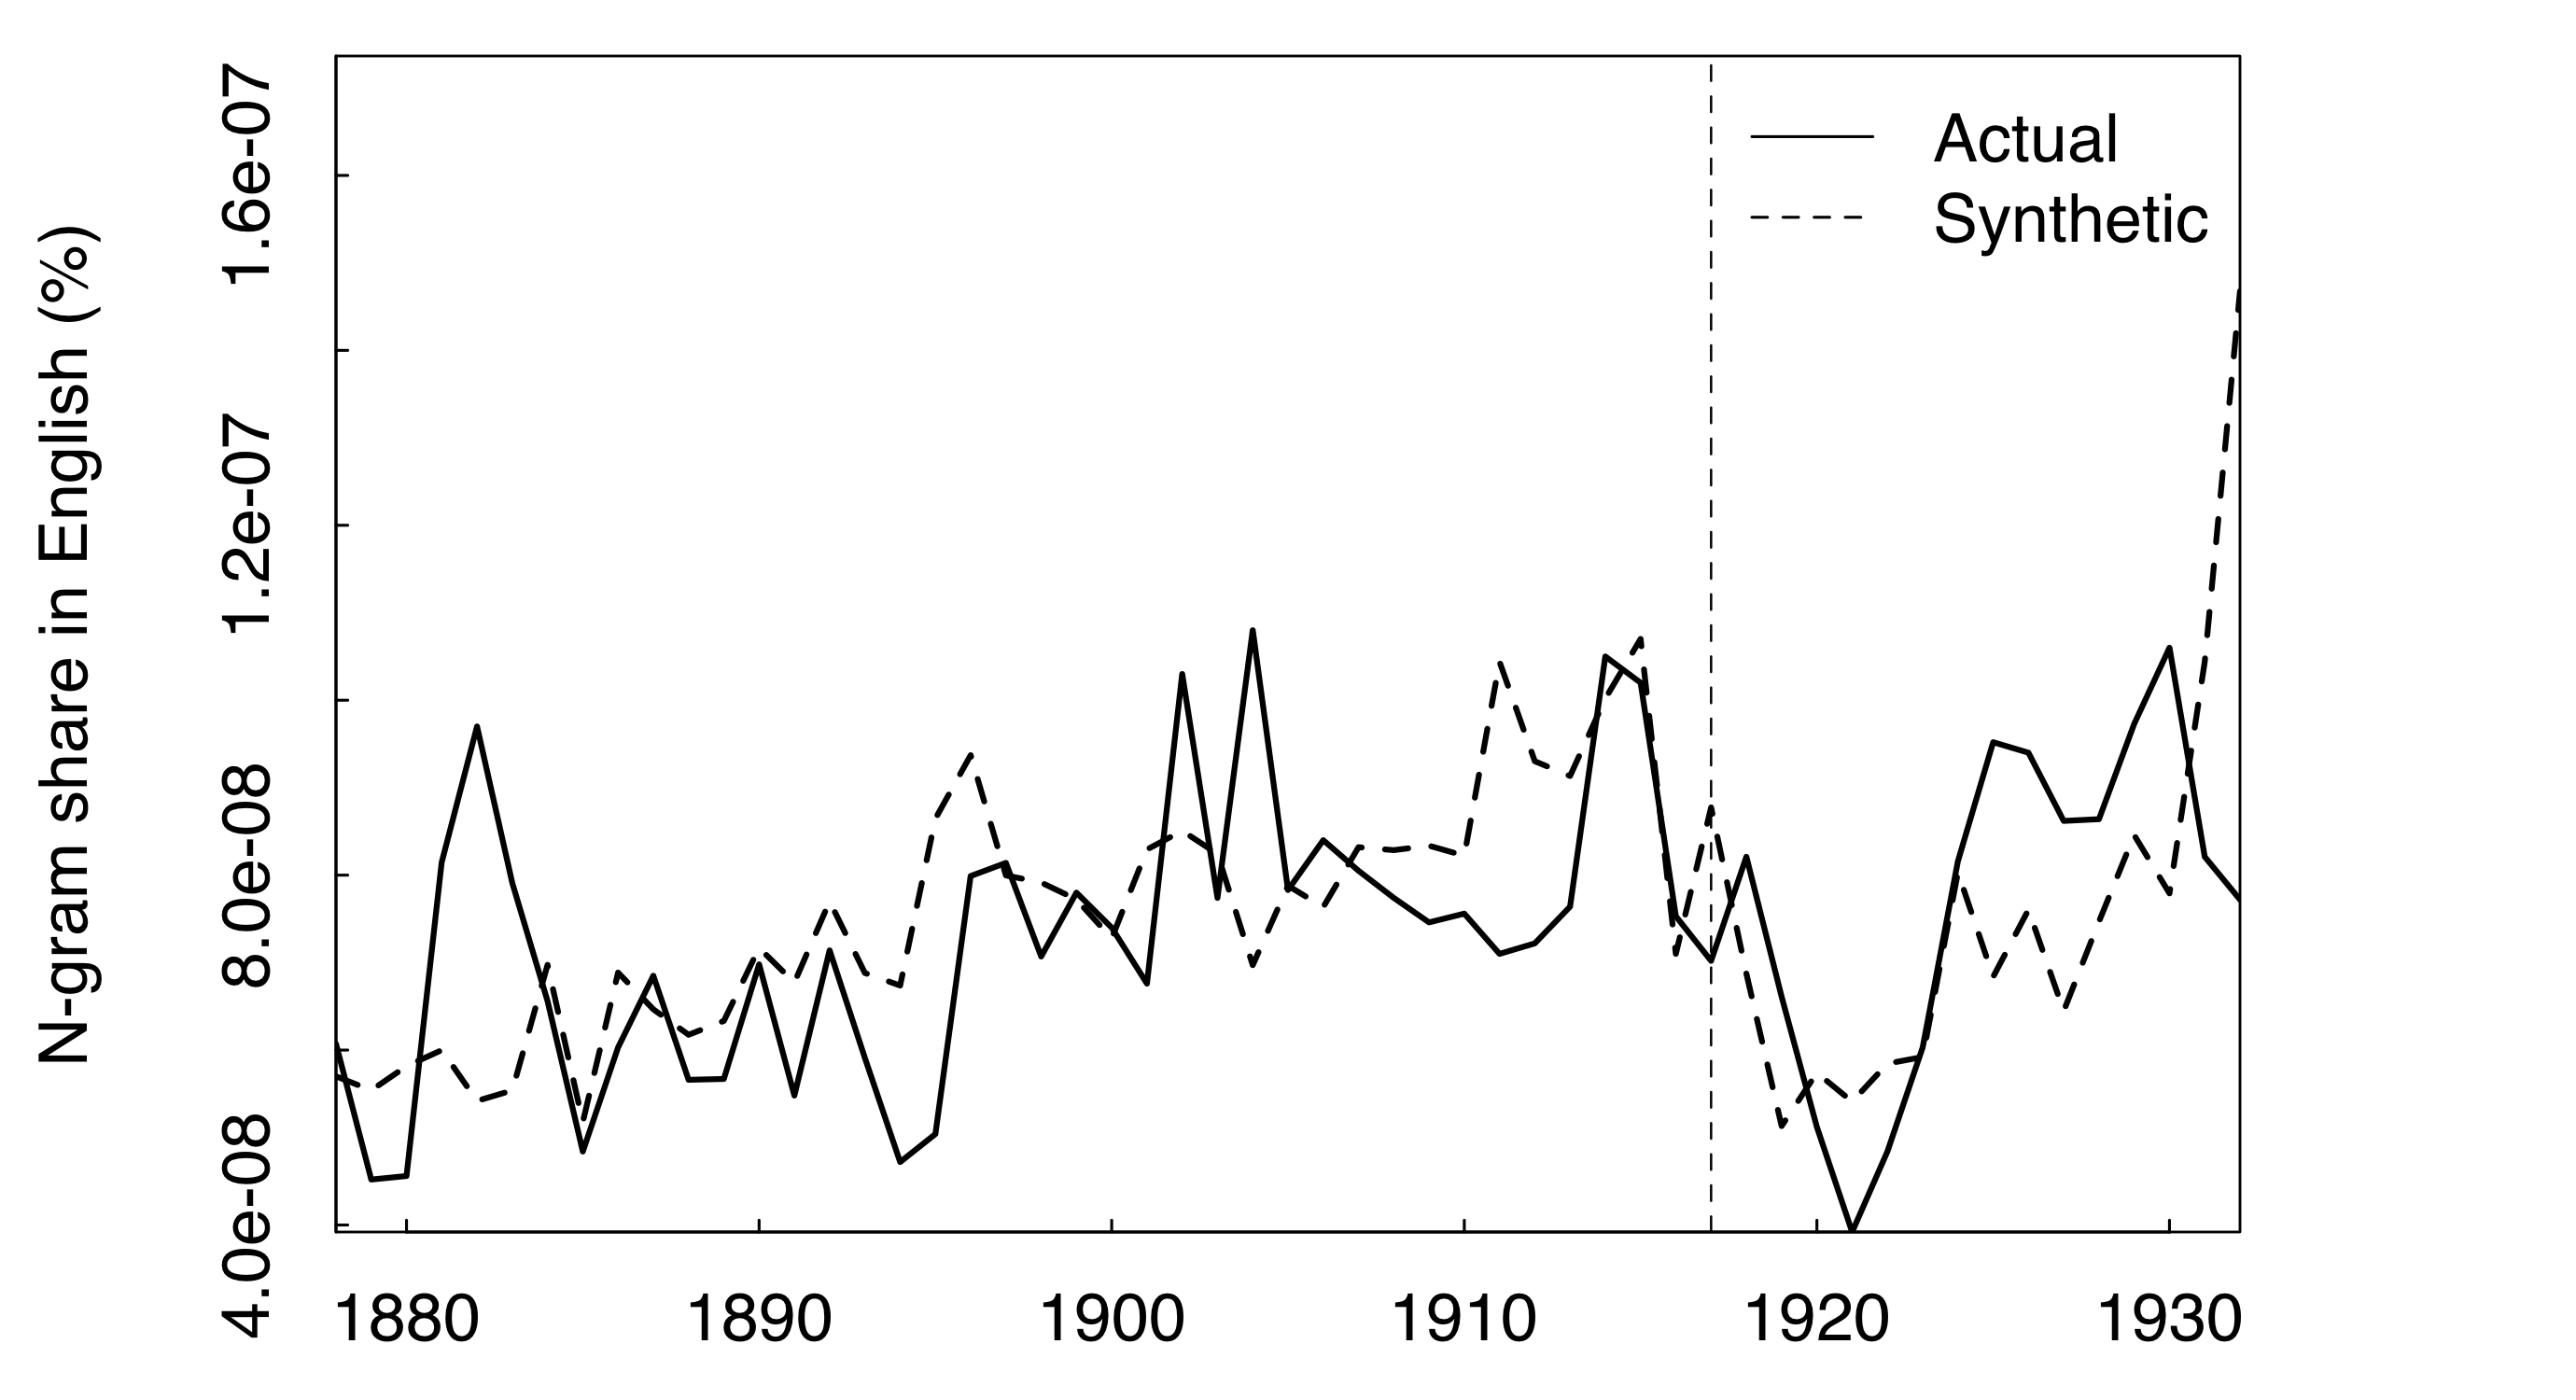 N-gram share in English (%)
1.6e-07
1.2e-07
8.0e-08
4.0e-08
Actual
Synthetic
1880 1890 1900 1910 1920 1930